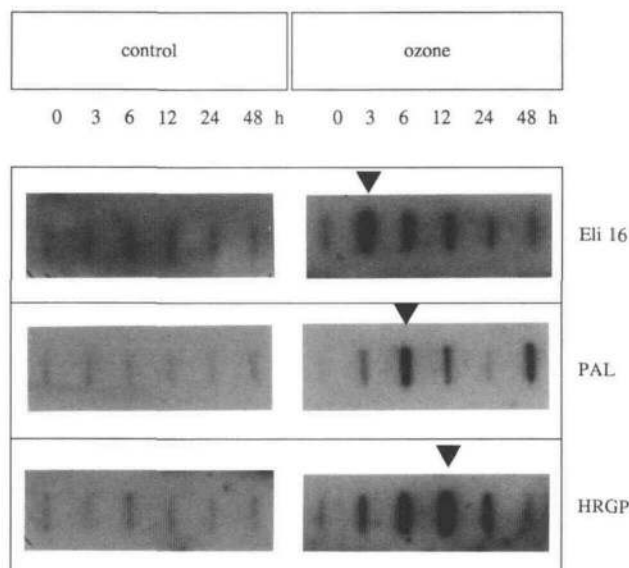 control ozone
0 3 6 12 24 48 h 0 3 6 12 24 48 h
Eli 16
PAL
HRGP